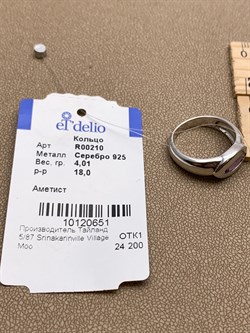 el delio
Кольцо
Арт R00210
Металл Серебро 925
Вес, гр. 4,01
р-р 18,0
Аметист
10120651
Производитель Тайланд
5/87 Srinakarinville Village
Moo
ОТК1
24 200